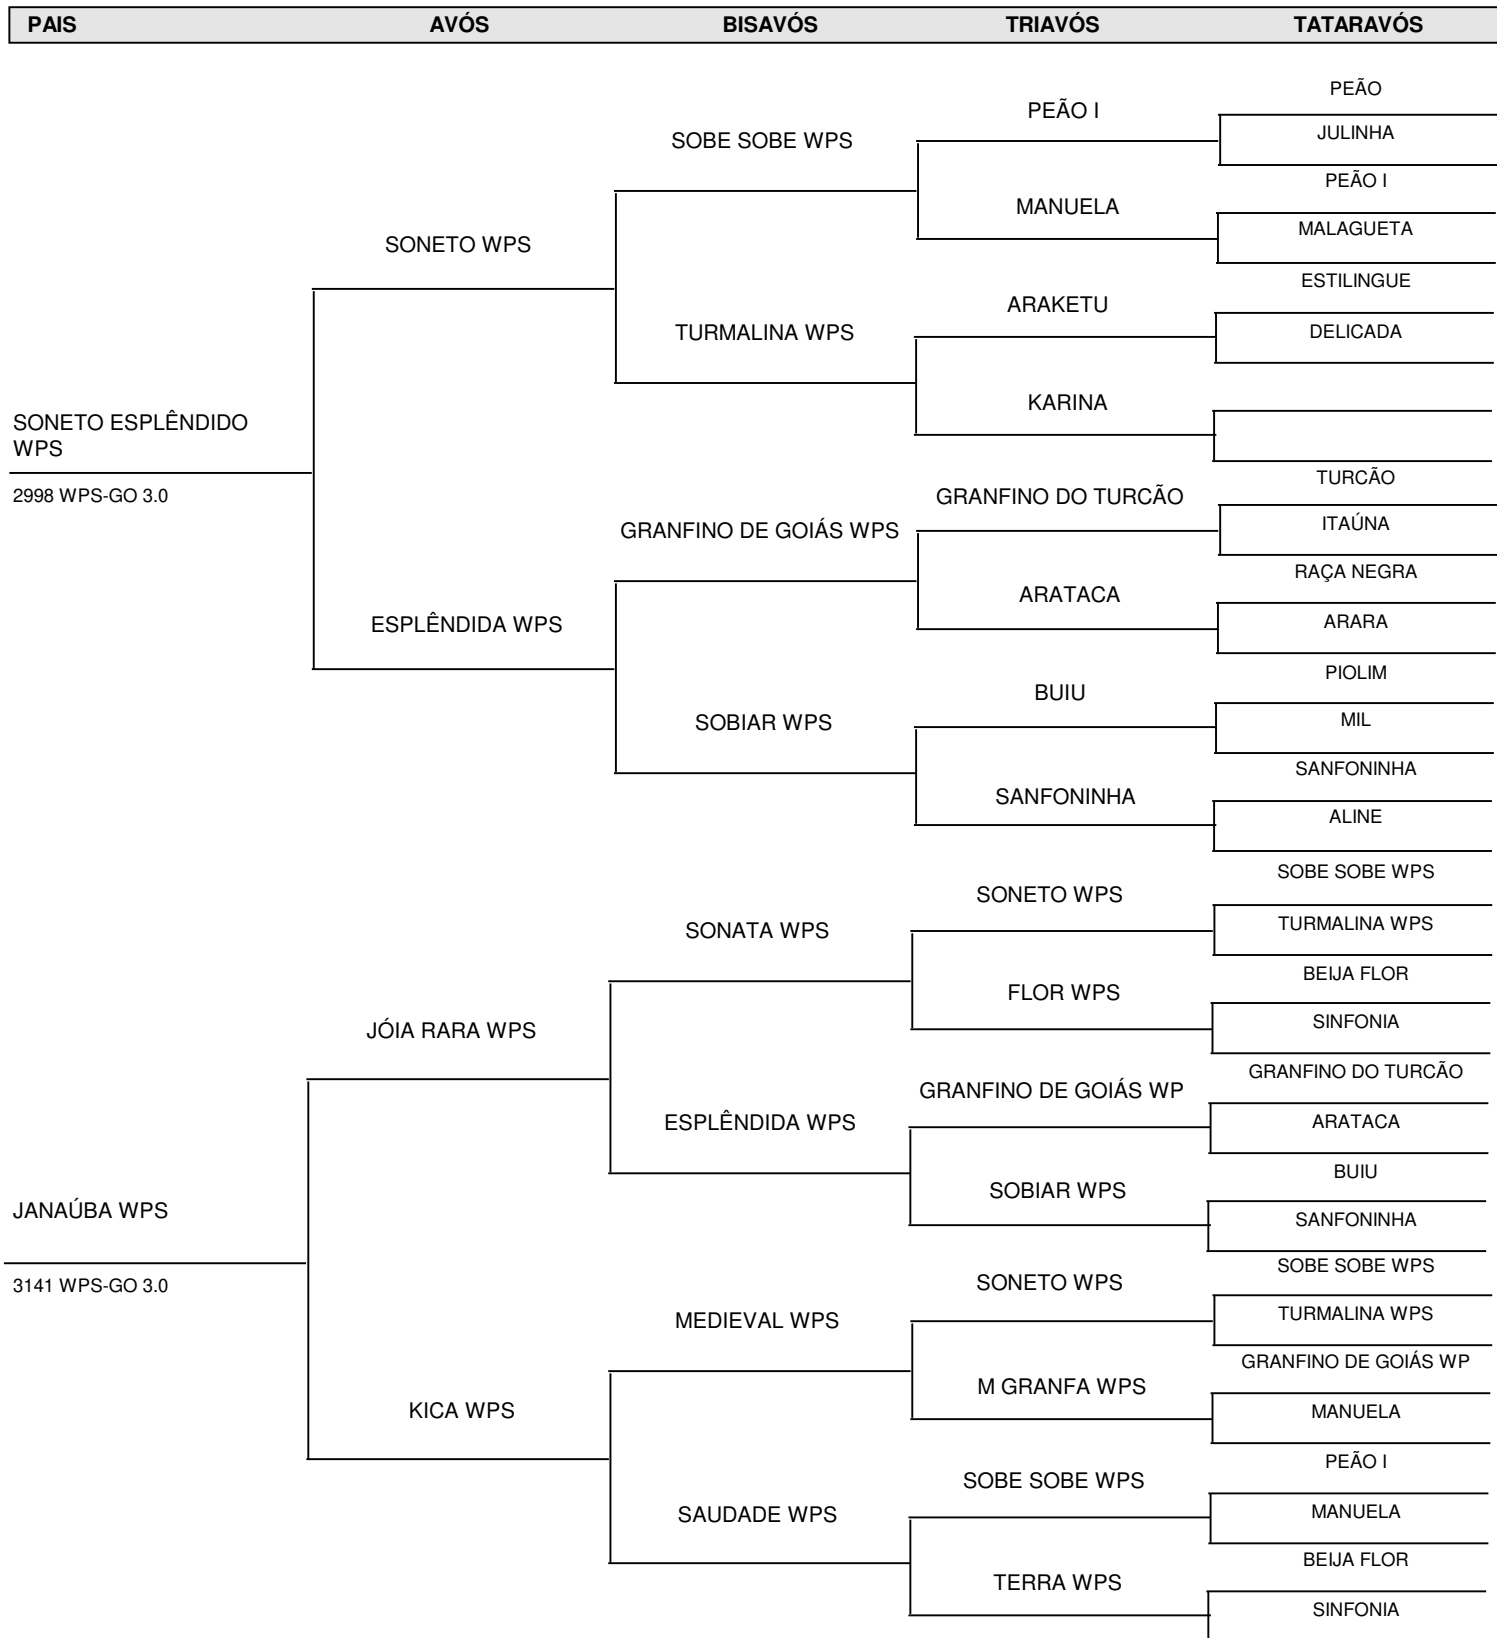 PAIS AVÓS BISAVÓS TRIAVÓS TATARAVÓS
PEÃO
PEÃO I
JULINHA
SOBE SOBE WPS
PEÃO I
MANUELA
MALAGUETA
SONETO WPS
ESTILINGUE
ARAKETU
TURMALINA WPS
DELICADA
KARINA
SONETO ESPLÊNDIDO
WPS
2998 WPS-GO 3.0
TURCÃO
GRANFINO DO TURCÃO
ITAÚNA
GRANFINO DE GOIÁS WPS
RAÇA NEGRA
ARATACA
ARARA
ESPLÊNDIDA WPS
PIOLIM
BUIU
MIL
SOBIAR WPS
SANFONINHA
SANFONINHA
ALINE
SOBE SOBE WPS
SONETO WPS
TURMALINA WPS
SONATA WPS
BEIJA FLOR
FLOR WPS
SINFONIA
JÓIA RARA WPS
GRANFINO DO TURCÃO
GRANFINO DE GOIÁS WP
ARATACA
ESPLÊNDIDA WPS
BUIU
SOBIAR WPS
SANFONINHA
JANAÚBA WPS
3141 WPS-GO 3.0
SOBE SOBE WPS
SONETO WPS
TURMALINA WPS
MEDIEVAL WPS
GRANFINO DE GOIÁS WP
M GRANFA WPS
MANUELA
KICA WPS
PEÃO I
SOBE SOBE WPS
MANUELA
SAUDADE WPS
BEIJA FLOR
TERRA WPS
SINFONIA